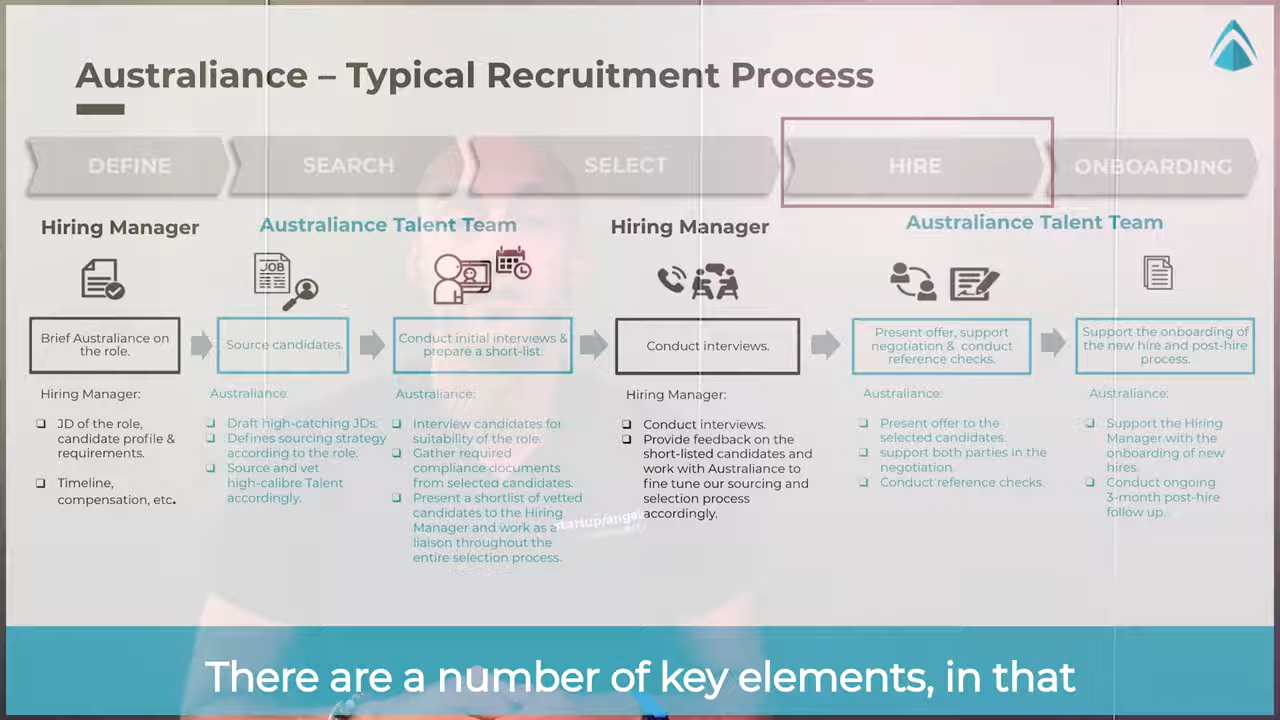 Australiance – Typical Recruitment Process
DEFINE
SEARCH
SELECT
HIRE
ONBOARDING
Hiring Manager
Australiance Talent Team
Hiring Manager
Australiance Talent Team
JOB
Brief Australiance on
the role.
Source candidates.
Conduct initial interviews &
prepare a short-list.
Conduct interviews.
Present offer, support
negotiation & conduct
reference checks.
Support the onboarding of
the new hire and post-hire
process.
Hiring Manager:
❑ JD of the role,
candidate profile &
requirements.
❑ Timeline,
compensation, etc.
Australiance:
❑ Draft high-catching JDs.
❑ Defines sourcing strategy
according to the role.
❑ Source and vet
high-calibre Talent
accordingly.
Australiance:
❑ Interview candidates for
suitability of the role.
❑ Gather required
compliance documents
from selected candidates.
❑ Present a shortlist of vetted
candidates to the Hiring
Manager and work as a
liaison throughout the
entire selection process.
Hiring Manager:
❑ Conduct interviews.
❑ Provide feedback on the
short-listed candidates and
work with Australiance to
fine tune our sourcing and
selection process
accordingly.
Australiance:
❑ Present offer to the
selected candidates.
❑ support both parties in the
negotiation
❑ Conduct reference checks.
Australiance:
❑ Support the Hiring
Manager with the
onboarding of new
hires.
❑ Conduct ongoing
3-month post-hire
follow up.
There are a number of key elements, in that